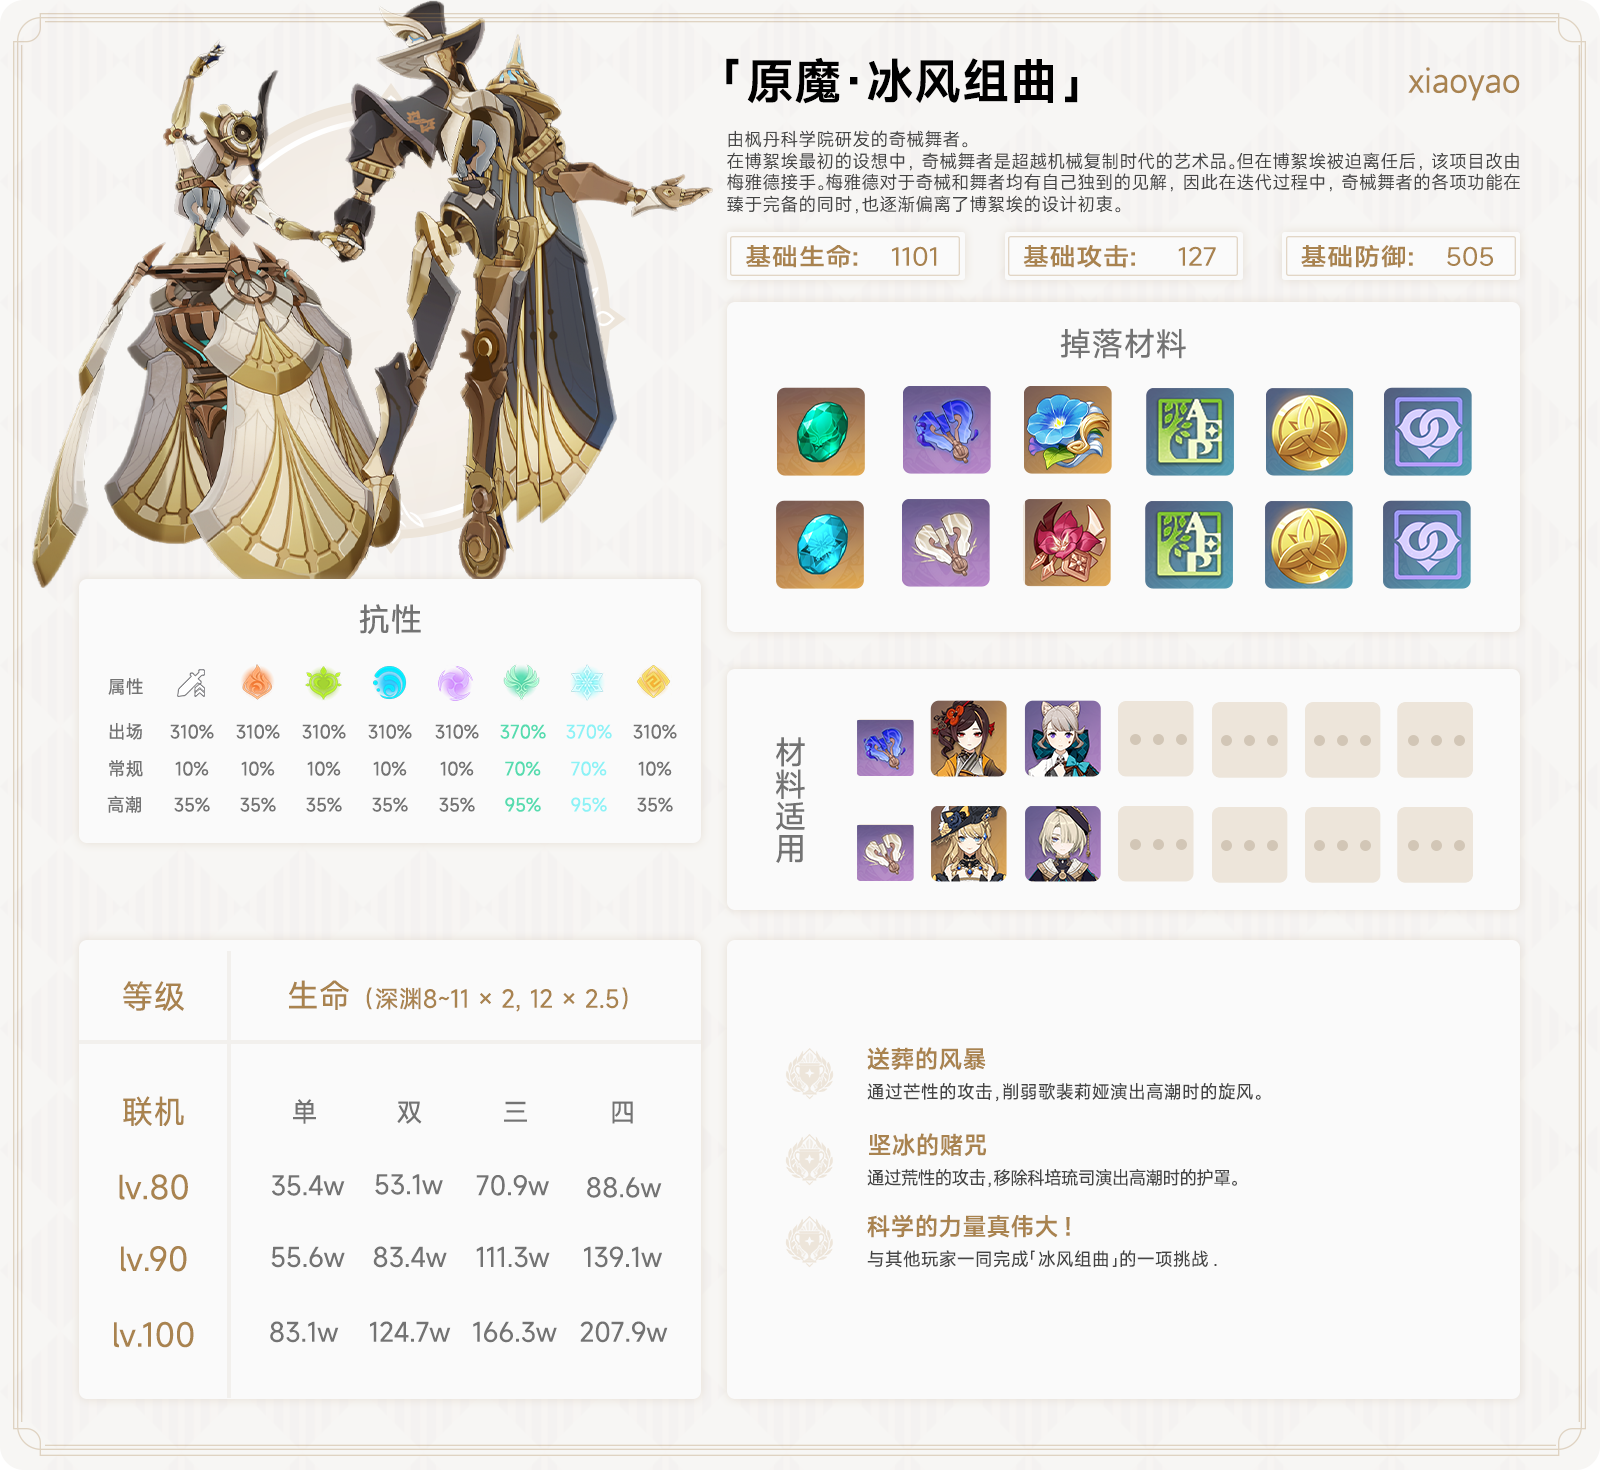 「原魔·冰风组曲」
xiaoyao
由枫丹科学院研发的奇械舞者。
在博絮埃最初的设想中，奇械舞者是超越机械复制时代的艺术品。但在博絮埃被迫离任后，该项目改由
梅雅德接手。梅雅德对于奇械和舞者均有自己独到的见解，因此在迭代过程中，奇械舞者的各项功能在
臻于完备的同时，也逐渐偏离了博絮埃的设计初衷。
基础生命： 1101
基础攻击： 127
基础防御： 505
掉落材料
AEP
AEP
抗性
属性
出场 310% 310% 310% 310% 310% 370% 370% 310%
常规 10% 10% 10% 10% 10% 70% 70% 10%
高潮 35% 35% 35% 35% 35% 95% 95% 35%
材料适用
等级 生命（深渊8~11 × 2, 12 × 2.5）
联机 单 双 三 四
lv.80 35.4w 53.1w 70.9w 88.6w
lv.90 55.6w 83.4w 111.3w 139.1w
lv.100 83.1w 124.7w 166.3w 207.9w
送葬的风暴
通过芒性的攻击，削弱歌裴莉娅演出高潮时的旋风。
坚冰的赌咒
通过荒性的攻击，移除科培琉司演出高潮时的护罩。
科学的力量真伟大！
与其他玩家一同完成「冰风组曲」的一项挑战．